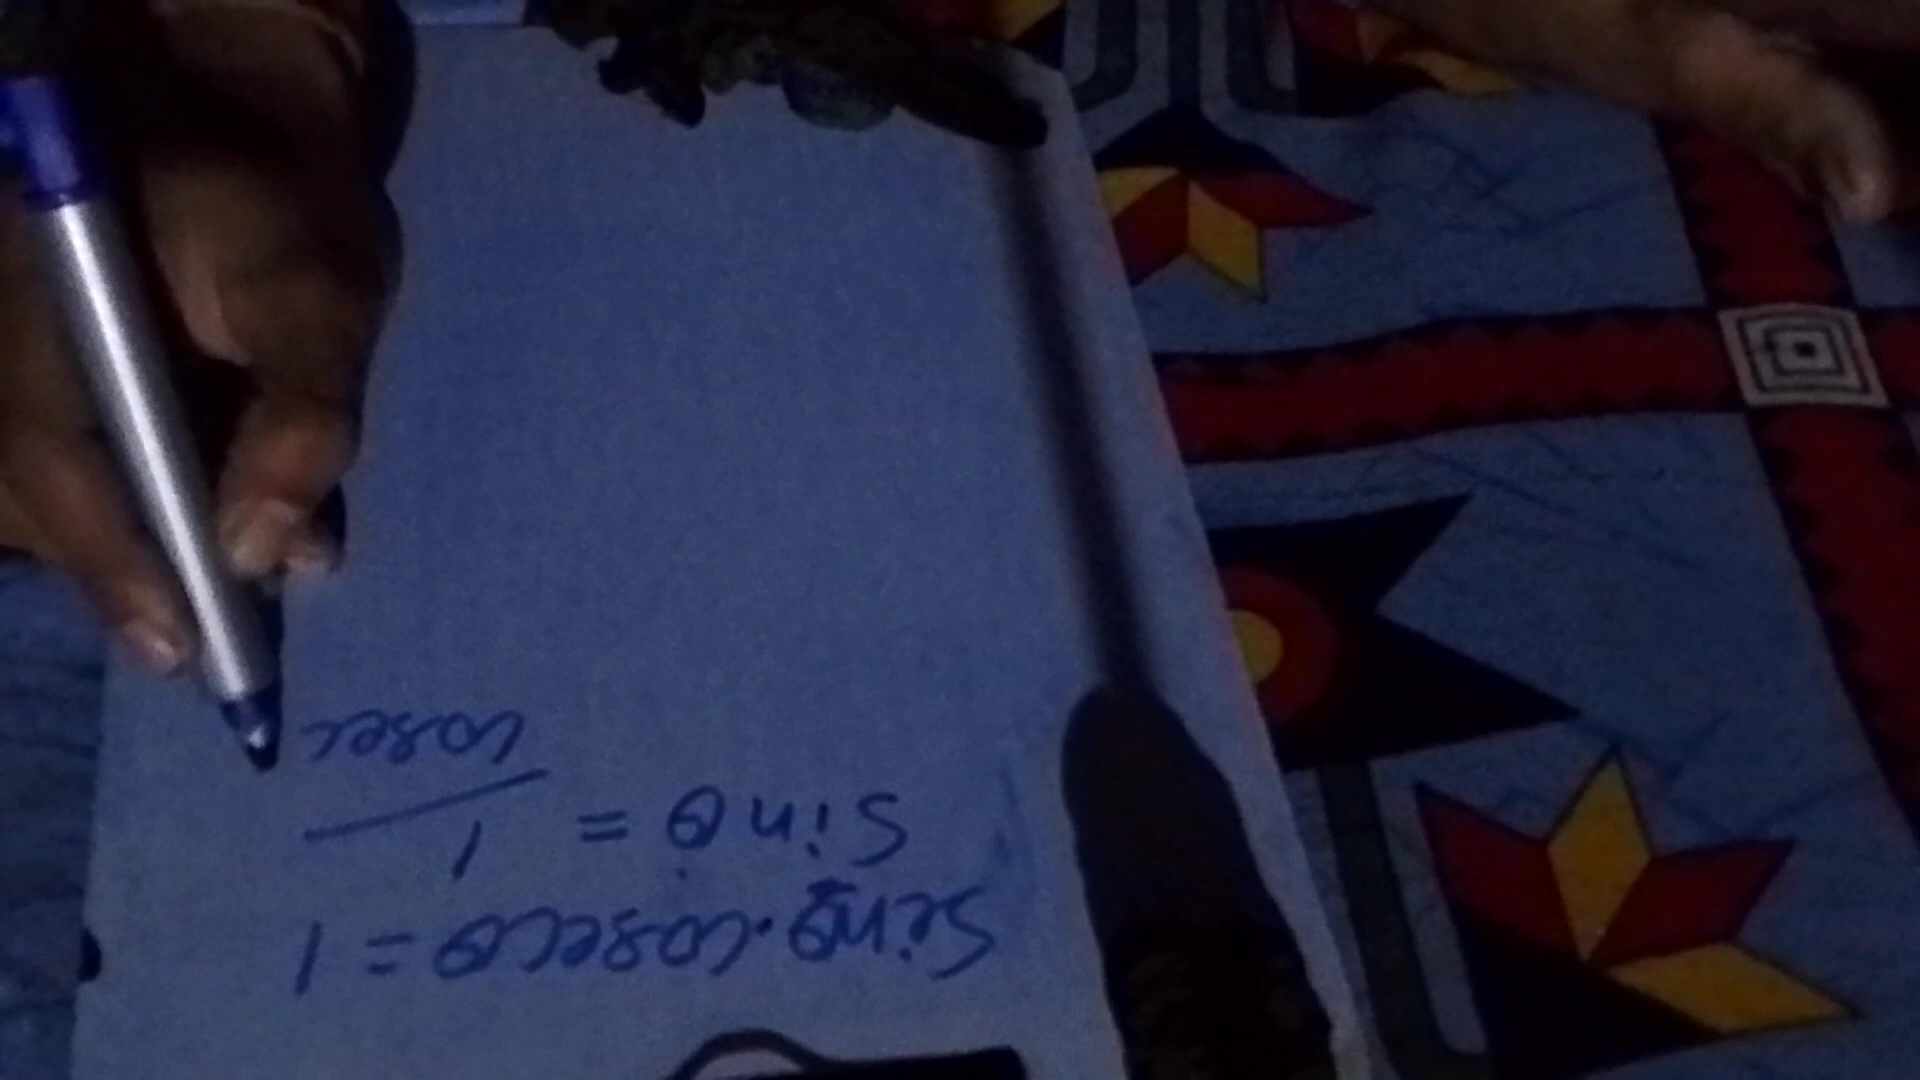 Sinθ.cosecθ = 1
Sinθ = 1/cosec